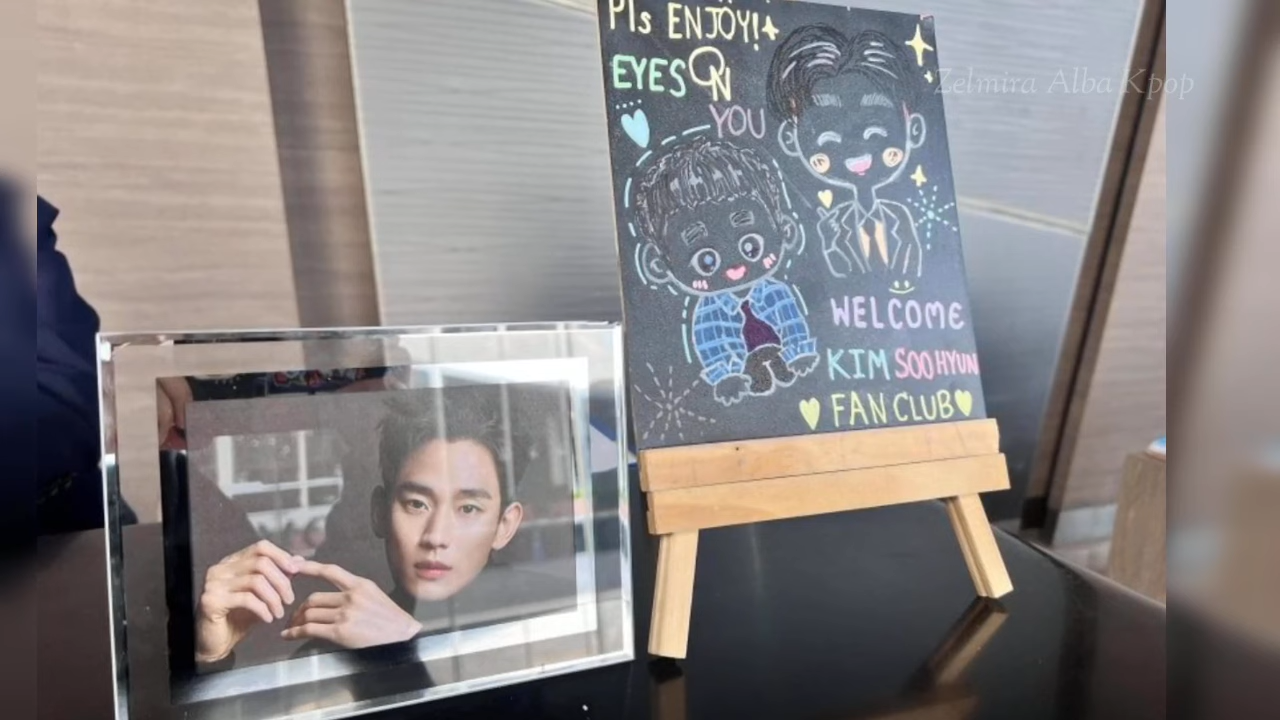 Pls ENJOY!
EYES ON
YOU
WELCOME
KIM SOO HYUN
FAN CLUB
Zelmira Alba Kpop